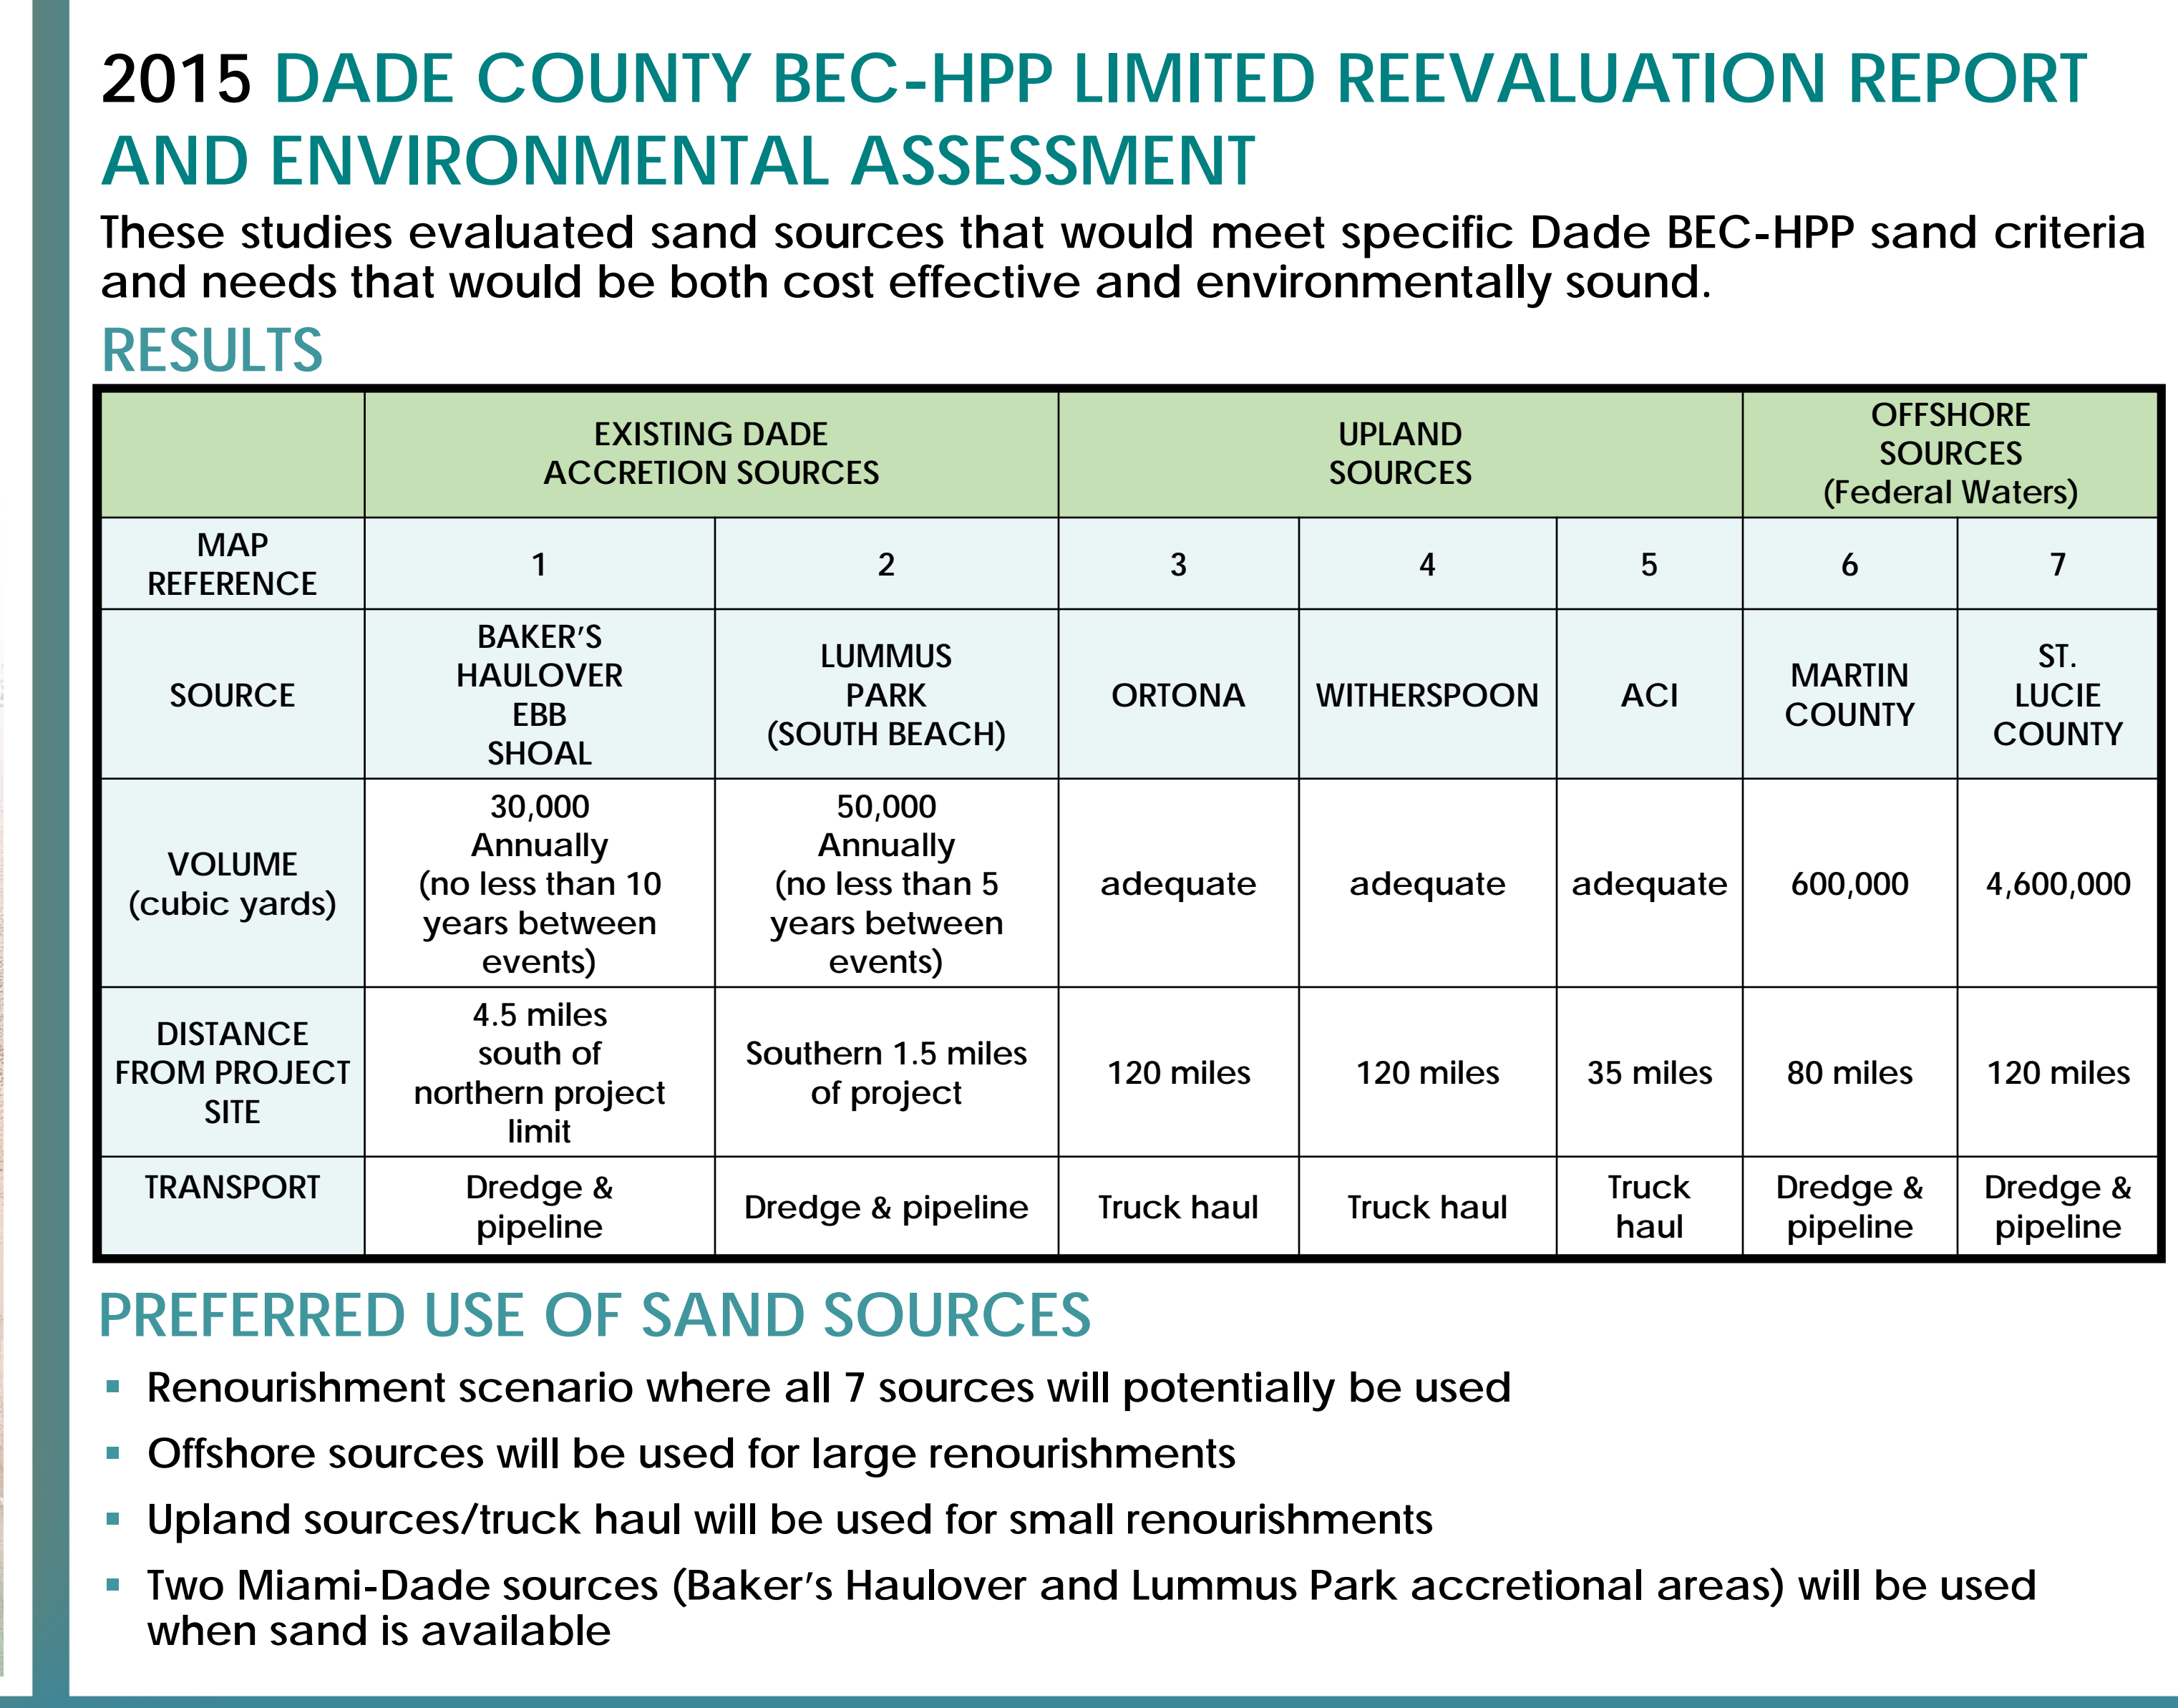 2015 DADE COUNTY BEC-HPP LIMITED REEVALUATION REPORT
AND ENVIRONMENTAL ASSESSMENT
These studies evaluated sand sources that would meet specific Dade BEC-HPP sand criteria
and needs that would be both cost effective and environmentally sound.
RESULTS
EXISTING DADE
ACCRETION SOURCES
UPLAND
SOURCES
OFFSHORE
SOURCES
(Federal Waters)
MAP
REFERENCE
1
2
3
4
5
6
7
SOURCE
BAKER'S
HAULOVER
EBB
SHOAL
LUMMUS
PARK
(SOUTH BEACH)
ORTONA
WITHERSPOON
ACI
MARTIN
COUNTY
ST.
LUCIE
COUNTY
VOLUME
(cubic yards)
30,000
Annually
(no less than 10
years between
events)
50,000
Annually
(no less than 5
years between
events)
adequate
adequate
adequate
600,000
4,600,000
DISTANCE
FROM PROJECT
SITE
4.5 miles
south of
northern project
limit
Southern 1.5 miles
of project
120 miles
120 miles
35 miles
80 miles
120 miles
TRANSPORT
Dredge &
pipeline
Dredge & pipeline
Truck haul
Truck haul
Truck
haul
Dredge &
pipeline
Dredge &
pipeline
PREFERRED USE OF SAND SOURCES
▪ Renourishment scenario where all 7 sources will potentially be used
▪ Offshore sources will be used for large renourishments
▪ Upland sources/truck haul will be used for small renourishments
▪ Two Miami-Dade sources (Baker's Haulover and Lummus Park accretional areas) will be used
when sand is available